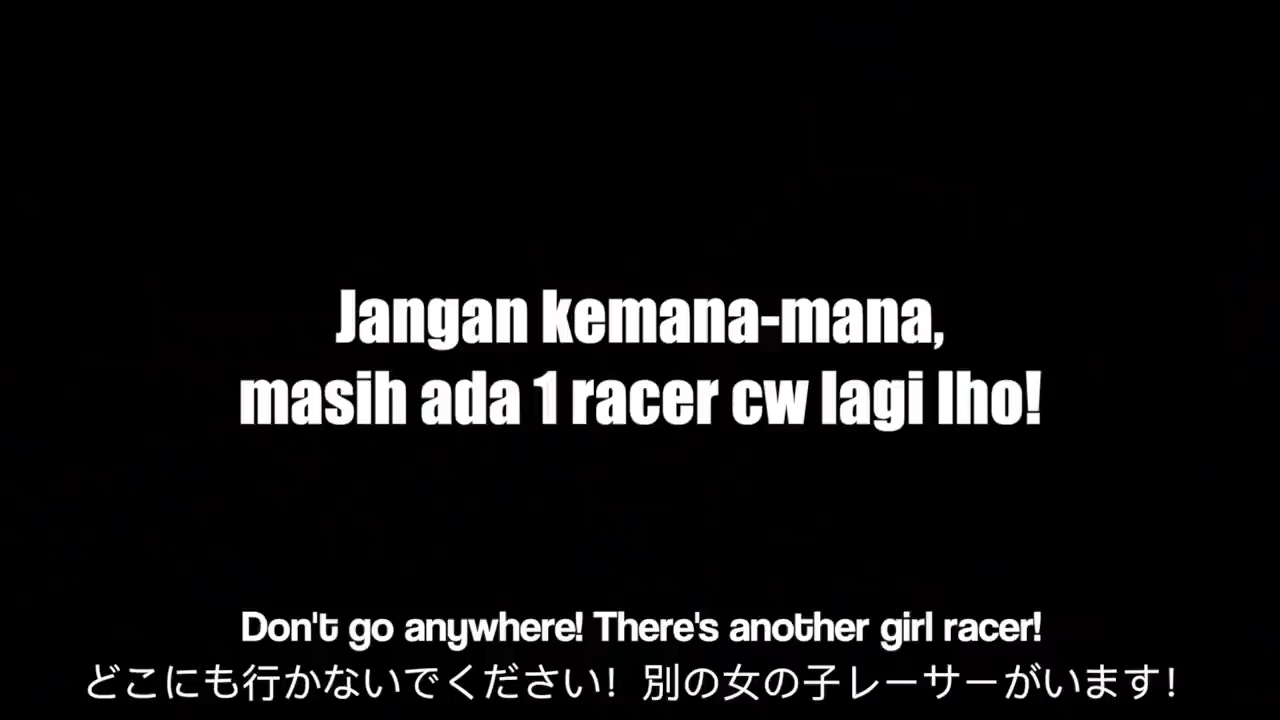 Jangan kemana-mana,
masih ada 1 racer cw lagi lho!
Don't go anywhere! There's another girl racer!
どこにも行かないでください！別の女の子レーサーがいます！